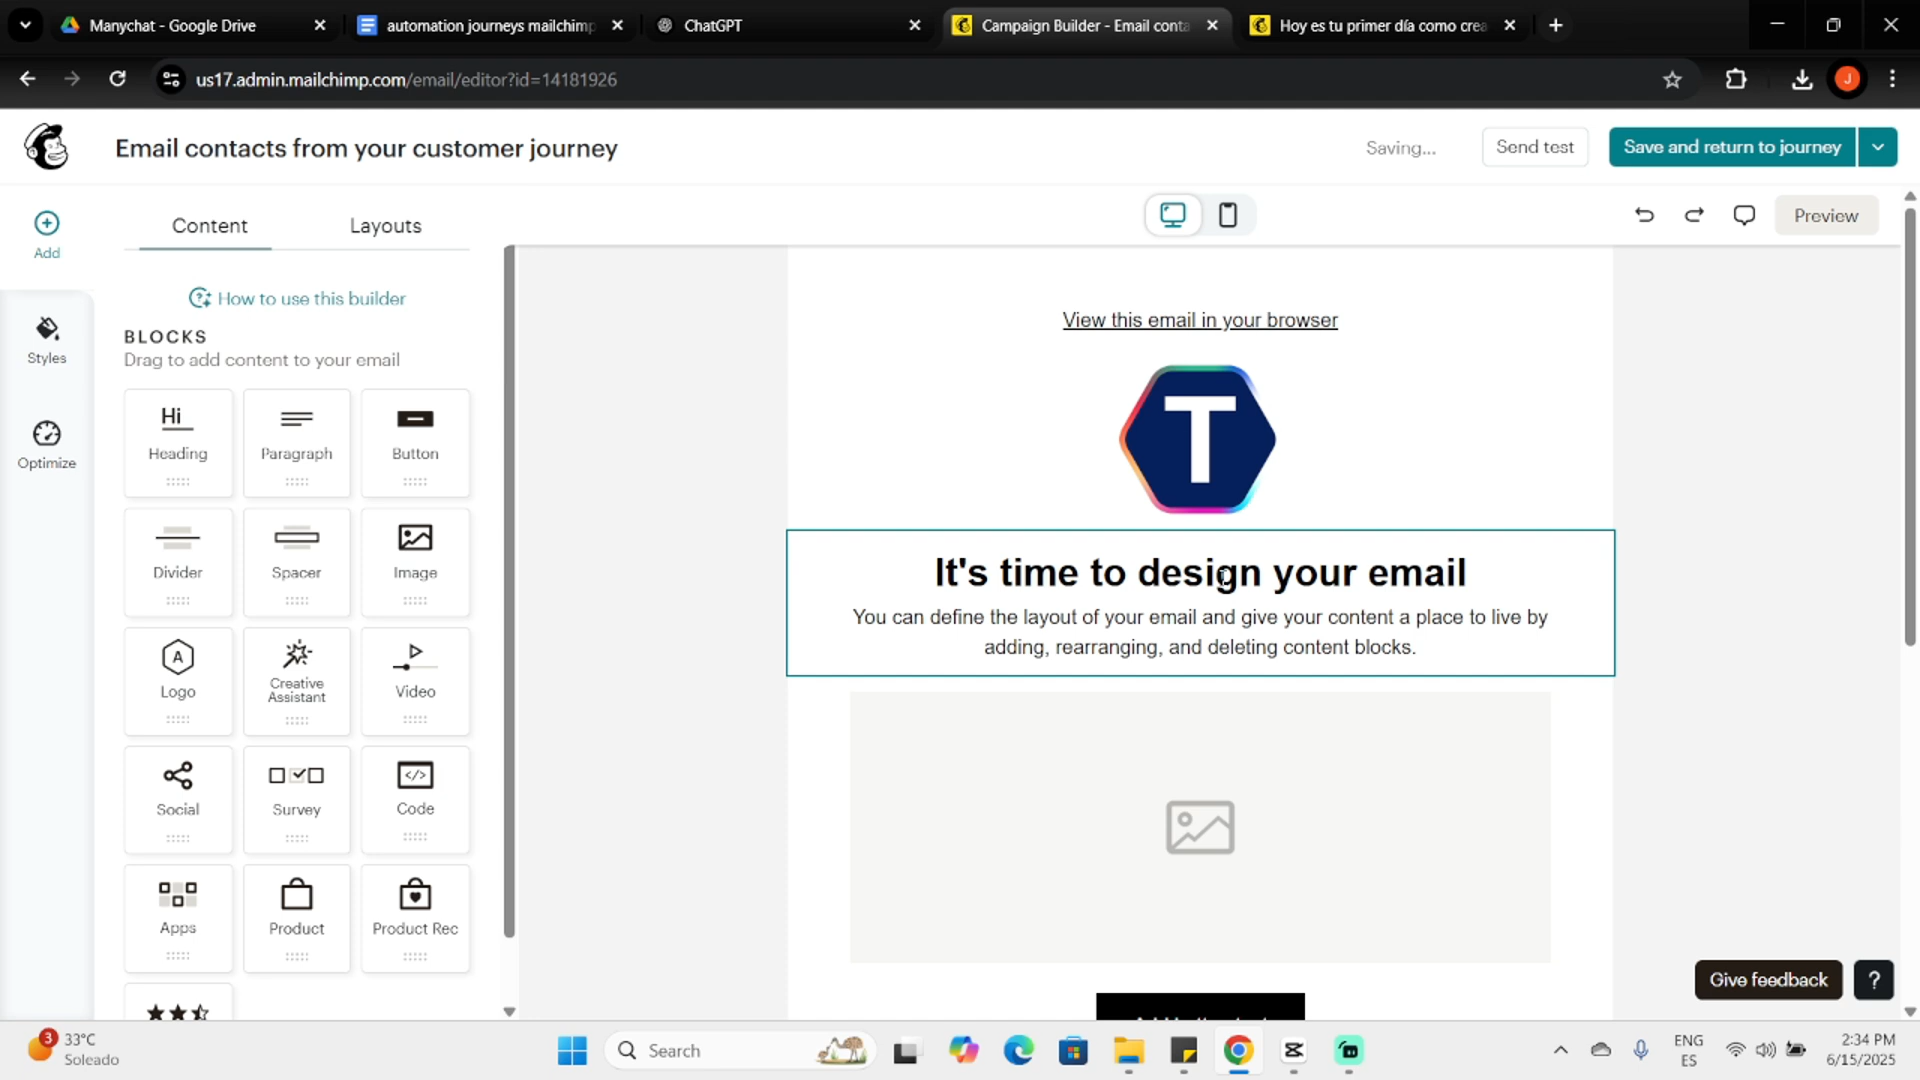 Manychat - Google Drive
automation journeys mailchimp
ChatGPT
Campaign Builder - Email conta
Hoy es tu primer día como crea
us17.admin.mailchimp.com/email/editor?id=14181926
J
Email contacts from your customer journey
Saving...
Send test
Save and return to journey
Add
Styles
Optimize
Content
Layouts
How to use this builder
BLOCKS
Drag to add content to your email
Hi
Heading
Paragraph
Button
Divider
Spacer
Image
A
Logo
Creative
Assistant
Video
Social
Survey
Code
Apps
Product
Product Rec
Preview
View this email in your browser
T
It's time to design your email
You can define the layout of your email and give your content a place to live by
adding, rearranging, and deleting content blocks.
Give feedback
?
3
33°C
Soleado
Search
ENG
ES
2:34 PM
6/15/2025